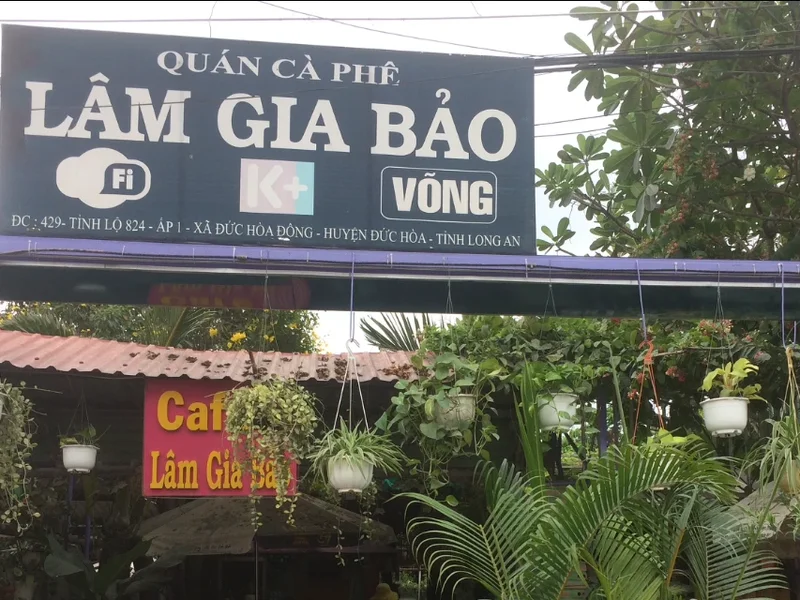 QUÁN CÀ PHÊ
LÂM GIA BẢO
Fi
K+
VÕNG
ĐC : 429- TỈNH LỘ 824 - ẤP 1 - XÃ ĐỨC HÒA ĐÔNG - HUYỆN ĐỨC HÒA - TỈNH LONG AN
Caf
Lâm Gia Bảo